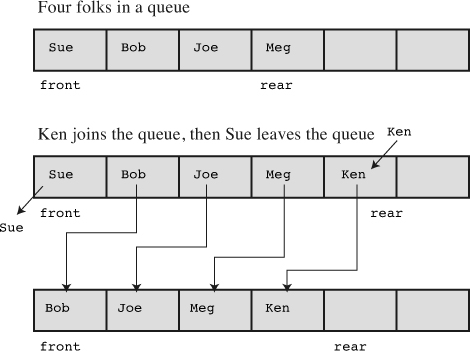 Four folks in a queue
Sue Bob Joe Meg
front rear
Ken joins the queue, then Sue leaves the queue Ken
Sue Bob Joe Meg Ken
front rear
Sue
Bob Joe Meg Ken
front rear